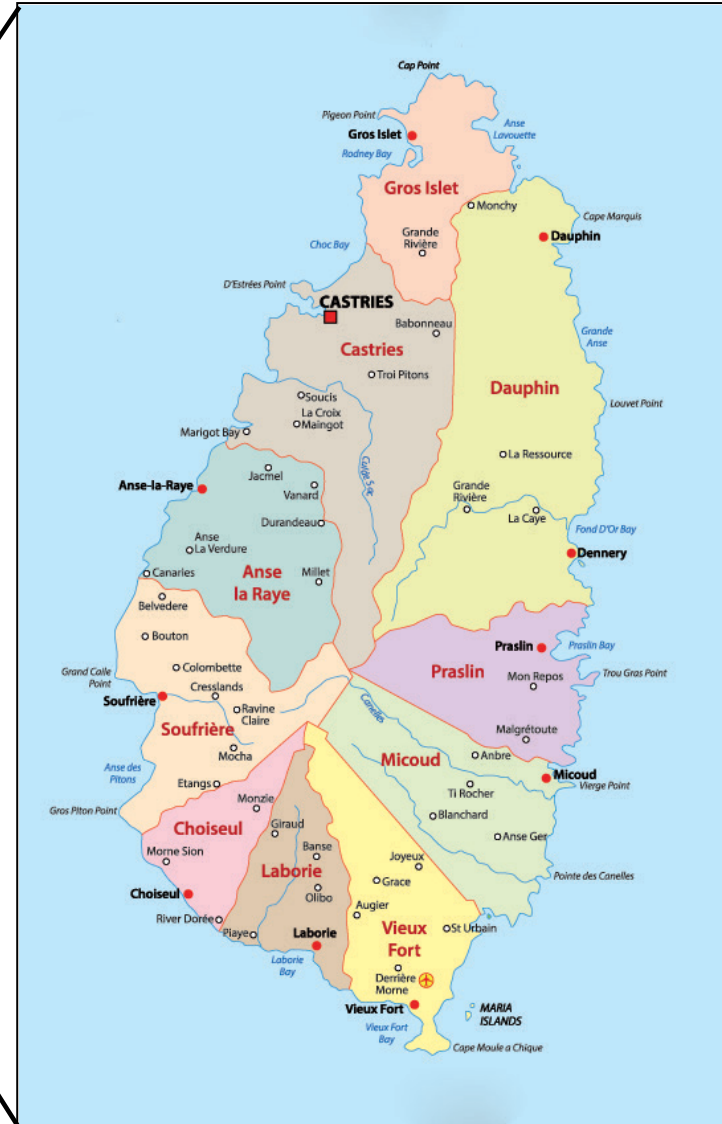 Cap Point
Pigeon Point
Gros Islet
Anse
Lavouette
Rodney Bay
Gros Islet
Monchy
Cape Marquis
Grande
Rivière
Dauphin
Choc Bay
D'Estrées Point
CASTRIES
Babonneau
Castries
Grande
Anse
Troi Pitons
Dauphin
Soucis
La Croix
Maingot
Louvet Point
Marigot Bay
La Ressource
Jacmel
Cul de Sac
Anse-la-Raye
Vanard
Grande
Rivière
Durandeau
La Caye
Fond D'Or Bay
Anse
La Verdure
Dennery
Canarles
Anse
la Raye
Millet
Belvedere
Bouton
Praslin
Praslin Bay
Colombette
Praslin
Grand Caille
Point
Mon Repos
Trou Gras Point
Cresslands
Soufrière
Ravine
Claire
Canelles
Soufrière
Malgrétoute
Mocha
Micoud
Anbre
Anse des
Pitons
Etangs
Micoud
Vierge Point
Ti Rocher
Gros Piton Point
Monzie
Blanchard
Choiseul
Giraud
Anse Ger
Morne Sion
Banse
Joyeux
Laborie
Grace
Pointe des Canelles
Choiseul
Olibo
River Dorée
Augier
Piaye
Laborie
Vieux
Fort
St Urbain
Laborie
Bay
Derrière
Morne
Vieux Fort
MARIA
ISLANDS
Vieux Fort
Bay
Cape Moule a Chique